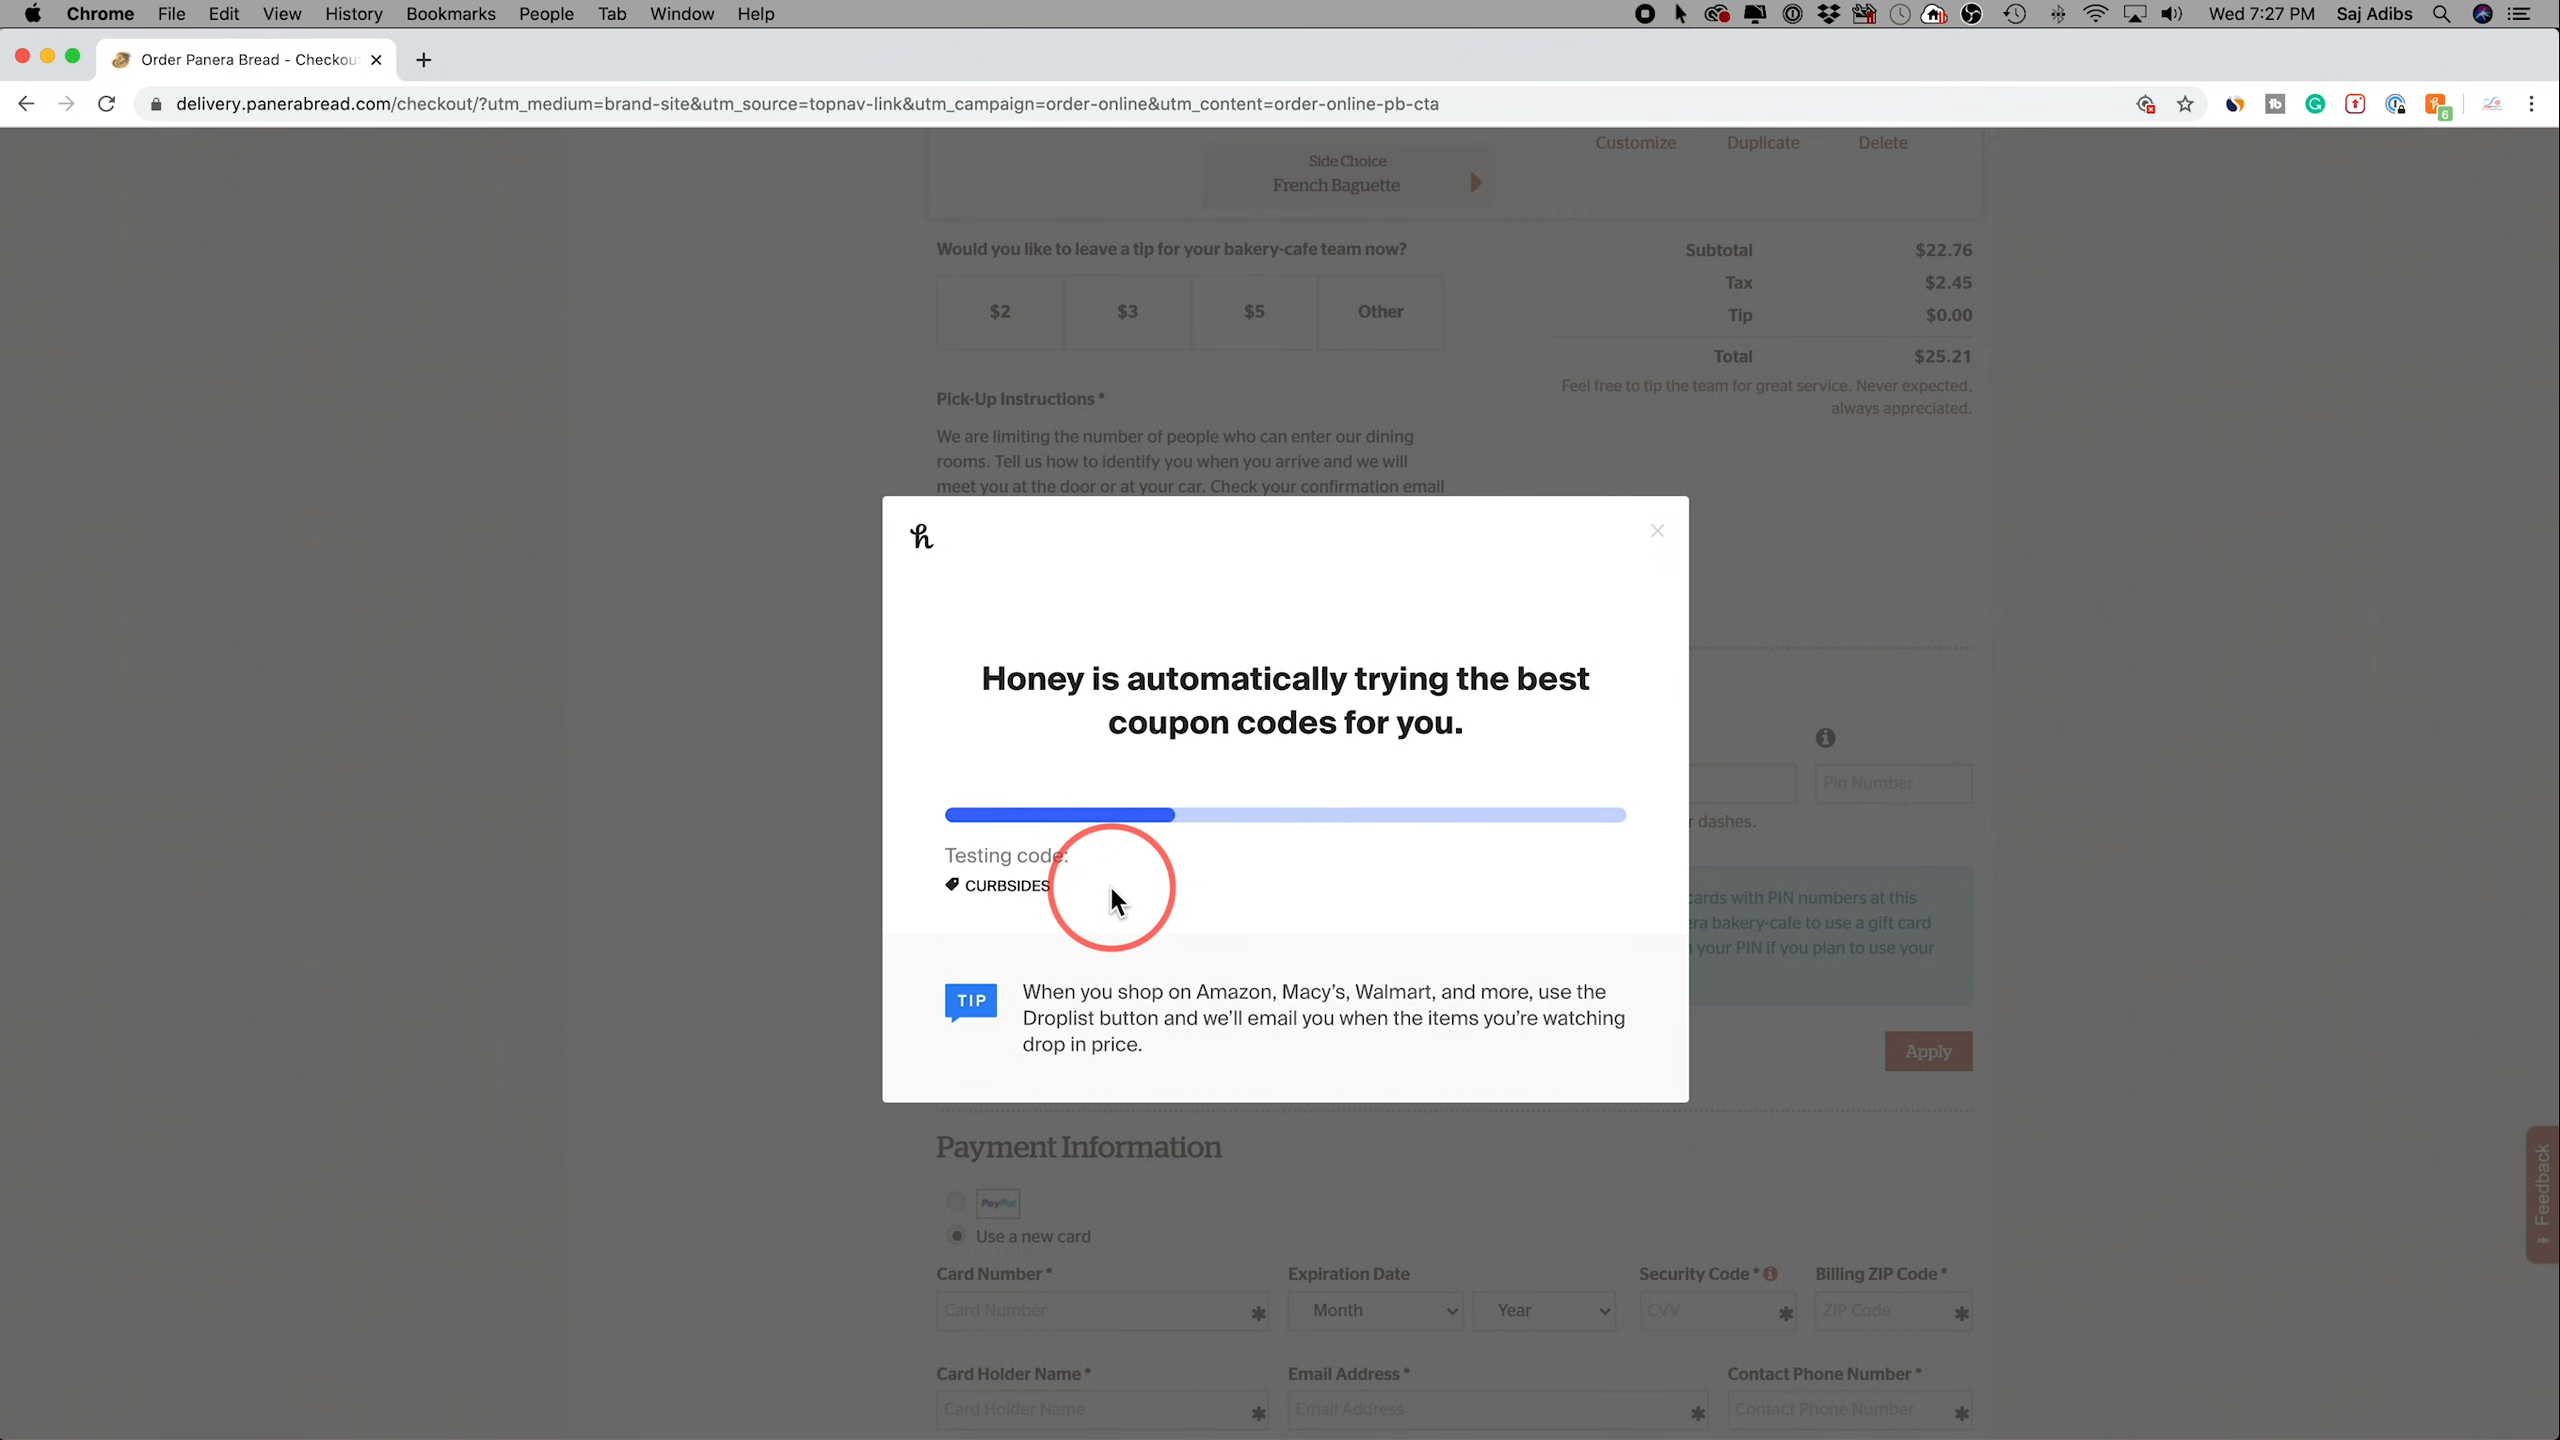 Chrome File Edit View History Bookmarks People Tab Window Help
Wed 7:27 PM Saj Adibs
Order Panera Bread - Checkou
delivery.panerabread.com/checkout/?utm_medium=brand-site&utm_source=topnav-link&utm_campaign=order-online&utm_content=order-online-pb-cta
6
Customize Duplicate Delete
Side Choice
French Baguette
Would you like to leave a tip for your bakery-cafe team now?
$2 $3 $5 Other
Subtotal $22.76
Tax $2.45
Tip $0.00
Total $25.21
Feel free to tip the team for great service. Never expected,
always appreciated.
Pick-Up Instructions *
We are limiting the number of people who can enter our dining
rooms. Tell us how to identify you when you arrive and we will
meet you at the door or at your car. Check your confirmation email
h
Honey is automatically trying the best
coupon codes for you.
Testing code:
CURBSIDES
TIP
When you shop on Amazon, Macy's, Walmart, and more, use the
Droplist button and we'll email you when the items you're watching
drop in price.
Pin Number
r dashes.
cards with PIN numbers at this
era bakery-cafe to use a gift card
your PIN if you plan to use your
Apply
Payment Information
PayPal
Use a new card
Card Number * Expiration Date Security Code * Billing ZIP Code *
Card Number Month Year CVV ZIP Code
Card Holder Name * Email Address * Contact Phone Number *
Card Holder Name Email Address Contact Phone Number
Feedback